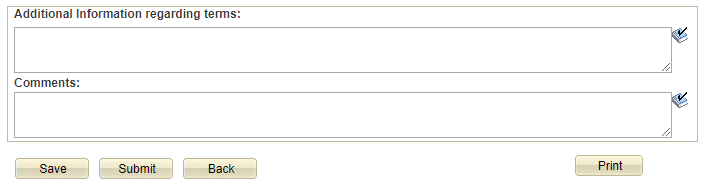 Additional Information regarding terms:
Comments:
Save Submit Back Print